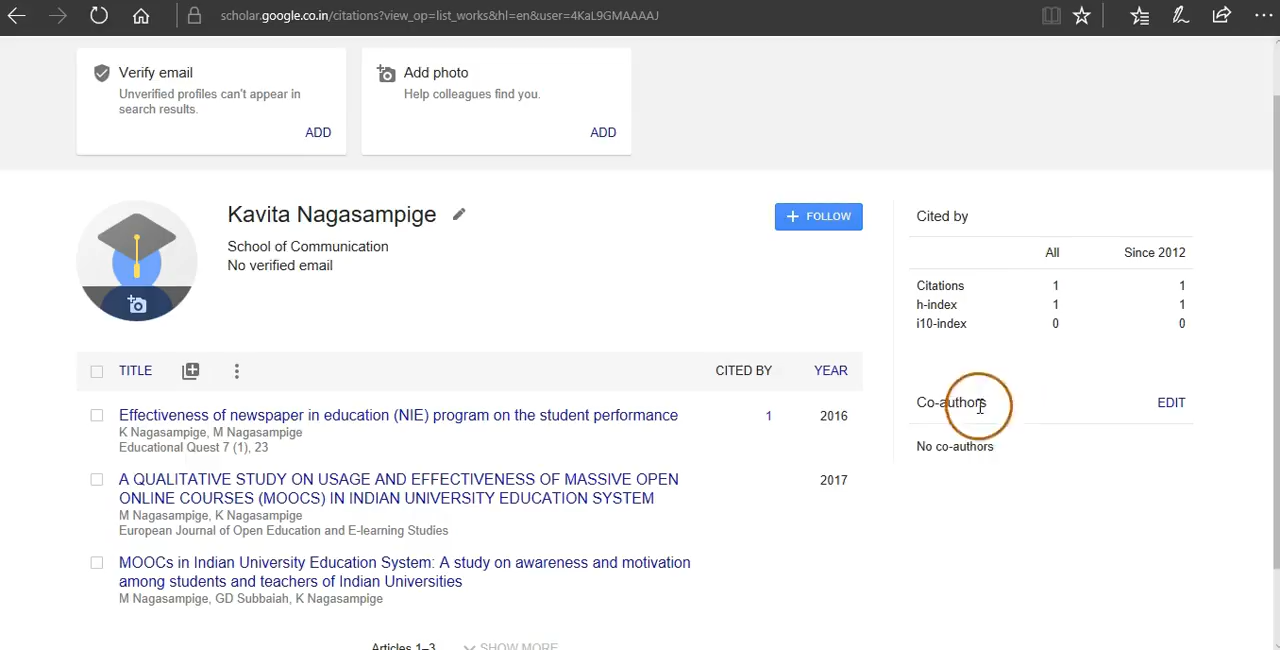 scholar.google.co.in/citations?view_op=list_works&hl=en&user=4KaL9GMAAAAJ
Verify email
Unverified profiles can't appear in
search results.
ADD
Add photo
Help colleagues find you.
ADD
Kavita Nagasampige
School of Communication
No verified email
FOLLOW
TITLE
CITED BY
YEAR
Effectiveness of newspaper in education (NIE) program on the student performance
1
2016
K Nagasampige, M Nagasampige
Educational Quest 7 (1), 23
A QUALITATIVE STUDY ON USAGE AND EFFECTIVENESS OF MASSIVE OPEN
2017
ONLINE COURSES (MOOCS) IN INDIAN UNIVERSITY EDUCATION SYSTEM
M Nagasampige, K Nagasampige
European Journal of Open Education and E-learning Studies
MOOCs in Indian University Education System: A study on awareness and motivation
among students and teachers of Indian Universities
M Nagasampige, GD Subbaiah, K Nagasampige
Articles 1–3
SHOW MORE
Cited by
All Since 2012
Citations 1 1
h-index 1 1
i10-index 0 0
Co-authors
EDIT
No co-authors